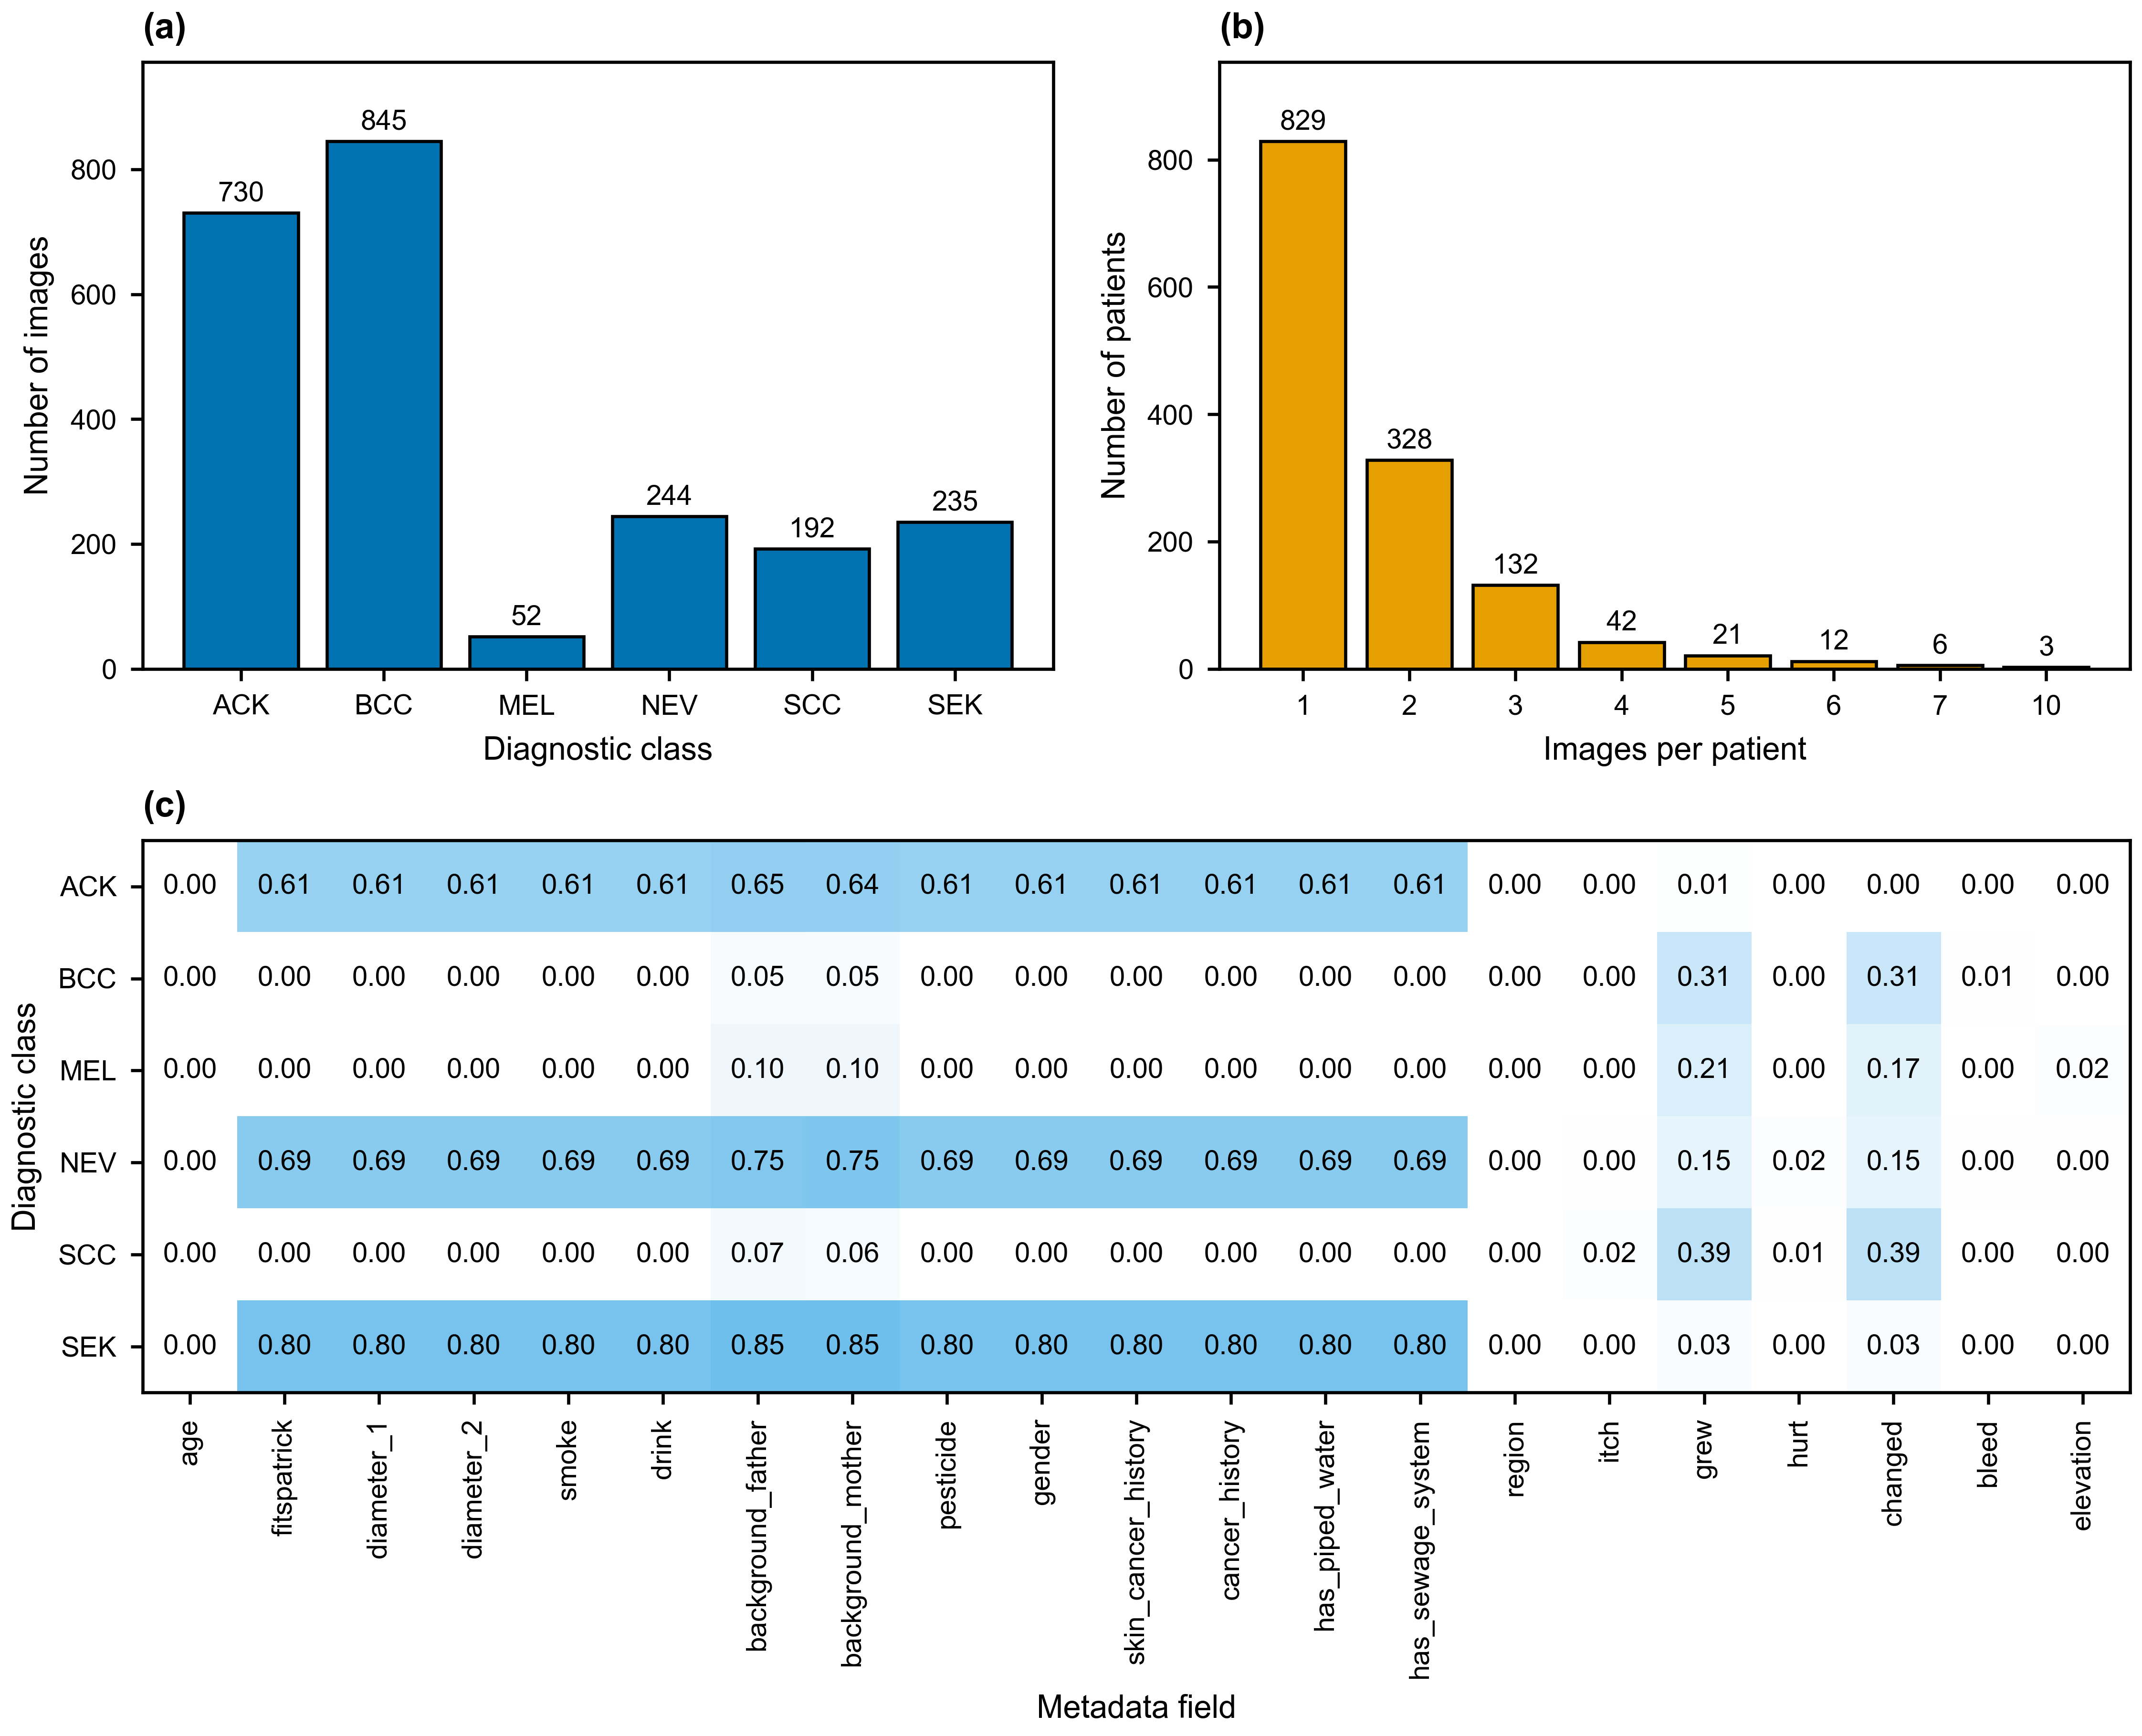 (a)
845
730
244
235
192
52
800
600
400
200
0
Number of images
ACK BCC MEL NEV SCC SEK
Diagnostic class
(b)
829
328
132
42
21
12
6
3
800
600
400
200
0
Number of patients
1 2 3 4 5 6 7 10
Images per patient
(c)
Diagnostic class
ACK 0.00 0.61 0.61 0.61 0.61 0.61 0.65 0.64 0.61 0.61 0.61 0.61 0.61 0.61 0.00 0.00 0.01 0.00 0.00 0.00 0.00
BCC 0.00 0.00 0.00 0.00 0.00 0.00 0.05 0.05 0.00 0.00 0.00 0.00 0.00 0.00 0.00 0.00 0.31 0.00 0.31 0.01 0.00
MEL 0.00 0.00 0.00 0.00 0.00 0.00 0.10 0.10 0.00 0.00 0.00 0.00 0.00 0.00 0.00 0.00 0.21 0.00 0.17 0.00 0.02
NEV 0.00 0.69 0.69 0.69 0.69 0.69 0.75 0.75 0.69 0.69 0.69 0.69 0.69 0.69 0.00 0.00 0.15 0.02 0.15 0.00 0.00
SCC 0.00 0.00 0.00 0.00 0.00 0.00 0.07 0.06 0.00 0.00 0.00 0.00 0.00 0.00 0.00 0.02 0.39 0.01 0.39 0.00 0.00
SEK 0.00 0.80 0.80 0.80 0.80 0.80 0.85 0.85 0.80 0.80 0.80 0.80 0.80 0.80 0.00 0.00 0.03 0.00 0.03 0.00 0.00
age
fitspatrick
diameter_1
diameter_2
smoke
drink
background_father
background_mother
pesticide
gender
skin_cancer_history
cancer_history
has_piped_water
has_sewage_system
region
itch
grew
hurt
changed
bleed
elevation
Metadata field